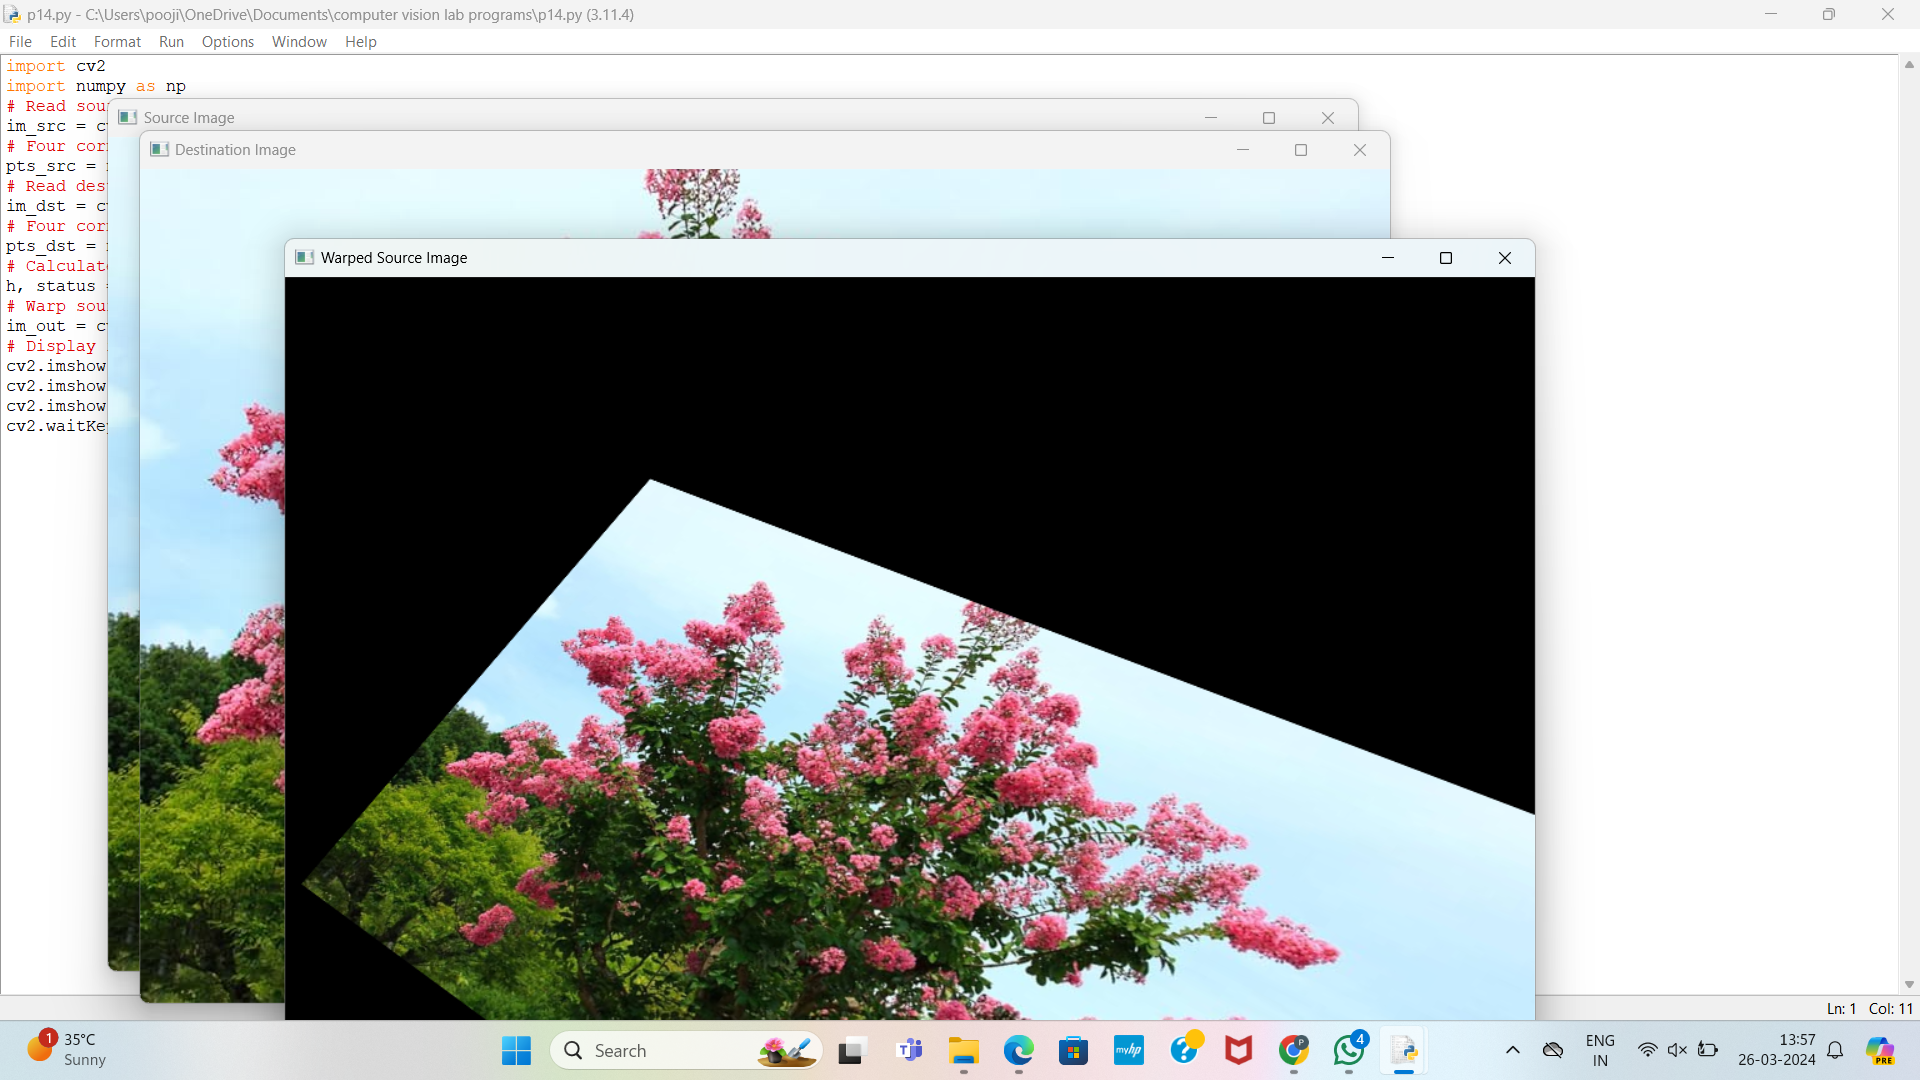 p14.py - C:\Users\pooji\OneDrive\Documents\computer vision lab programs\p14.py (3.11.4)
File Edit Format Run Options Window Help
import cv2
import numpy as np
# Read sou
im_src = c
# Four cor
pts_src =
# Read des
im_dst = c
# Four cor
pts_dst =
# Calculat
h, status
# Warp sou
im_out = c
# Display
cv2.imshow
cv2.imshow
cv2.imshow
cv2.waitKe
Source Image
Destination Image
Warped Source Image
Ln: 1 Col: 11
1
35°C
Sunny
Search
myhp
P
4
ENG
IN
13:57
26-03-2024
PRE